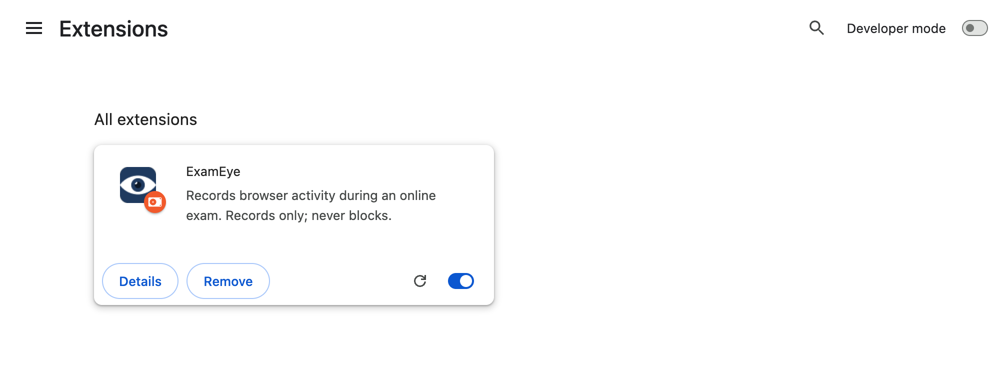 Extensions
Developer mode
All extensions
ExamEye
Records browser activity during an online
exam. Records only; never blocks.
Details
Remove